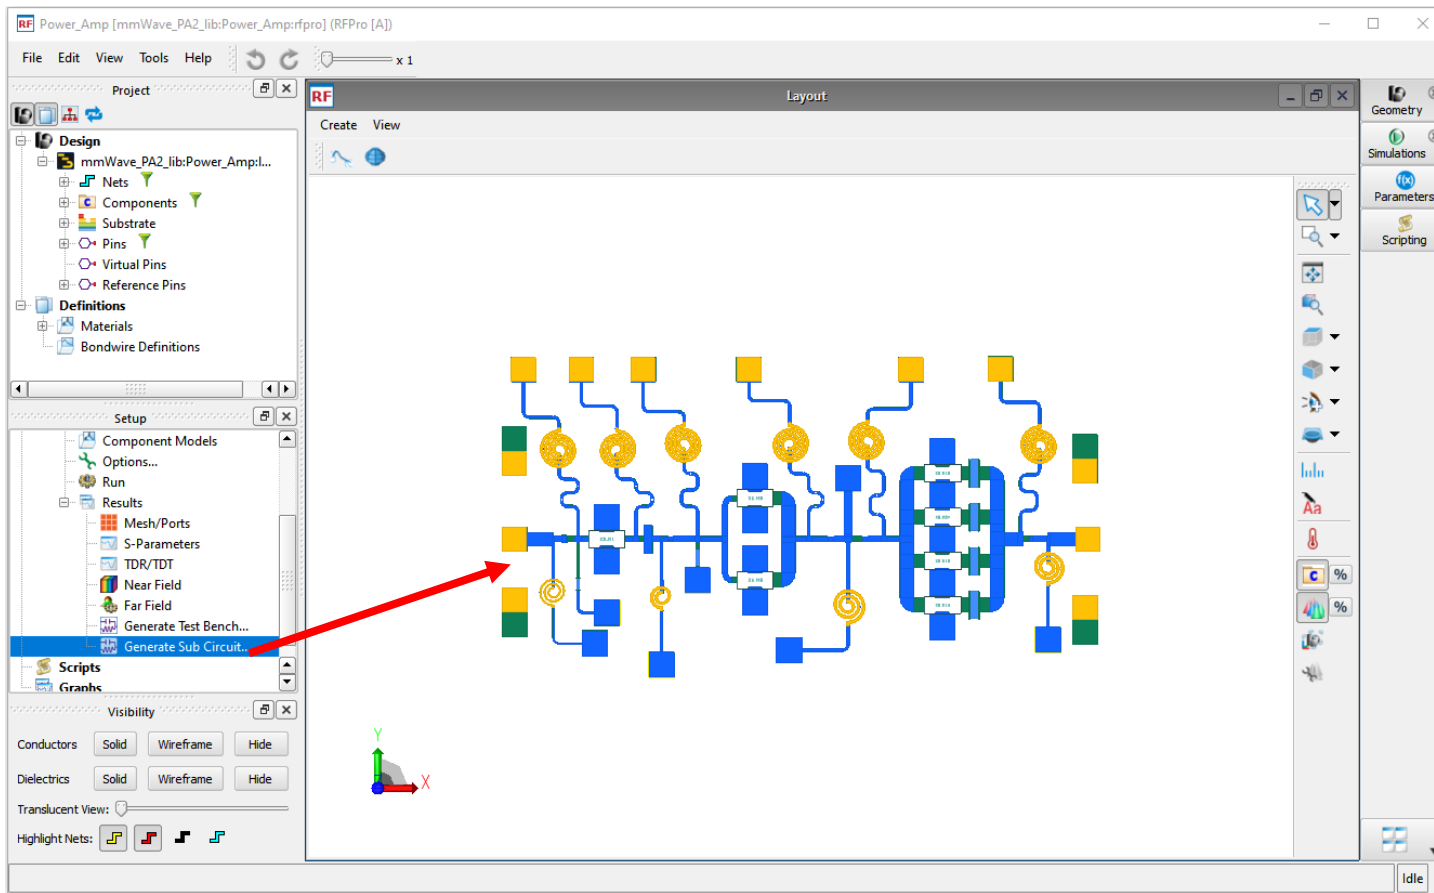 RF Power_Amp [mmWave_PA2_lib:Power_Amp:rfpro] (RFPro [A])
File Edit View Tools Help x 1
Project
Design
mmWave_PA2_lib:Power_Amp:l...
Nets
Components
Substrate
Pins
Virtual Pins
Reference Pins
Definitions
Materials
Bondwire Definitions
Setup
Component Models
Options...
Run
Results
Mesh/Ports
S-Parameters
TDR/TDT
Near Field
Far Field
Generate Test Bench...
Generate Sub Circuit...
Scripts
Graphs
Visibility
Conductors Solid Wireframe Hide
Dielectrics Solid Wireframe Hide
Translucent View:
Highlight Nets:
RF Layout
Create View
Y
X
Aa
C %
%
Geometry
Simulations
f(x)
Parameters
Scripting
Idle